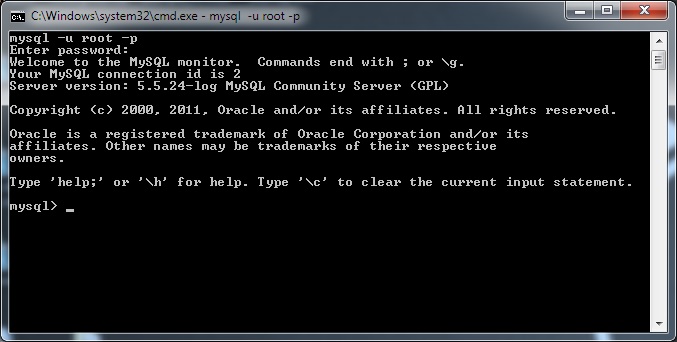 C:\Windows\system32\cmd.exe - mysql  -u root -p
mysql -u root -p
Enter password:
Welcome to the MySQL monitor.  Commands end with ; or \g.
Your MySQL connection id is 2
Server version: 5.5.24-log MySQL Community Server (GPL)
Copyright (c) 2000, 2011, Oracle and/or its affiliates. All rights reserved.
Oracle is a registered trademark of Oracle Corporation and/or its
affiliates. Other names may be trademarks of their respective
owners.
Type 'help;' or '\h' for help. Type '\c' to clear the current input statement.
mysql> _